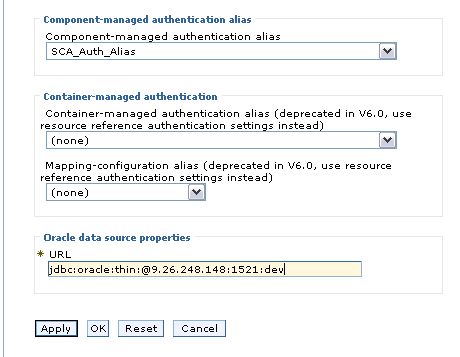 Component-managed authentication alias
Component-managed authentication alias
SCA_Auth_Alias
Container-managed authentication
Container-managed authentication alias (deprecated in V6.0, use
resource reference authentication settings instead)
(none)
Mapping-configuration alias (deprecated in V6.0, use resource
reference authentication settings instead)
(none)
Oracle data source properties
* URL
jdbc:oracle:thin:@9.26.248.148:1521:dev
Apply OK Reset Cancel